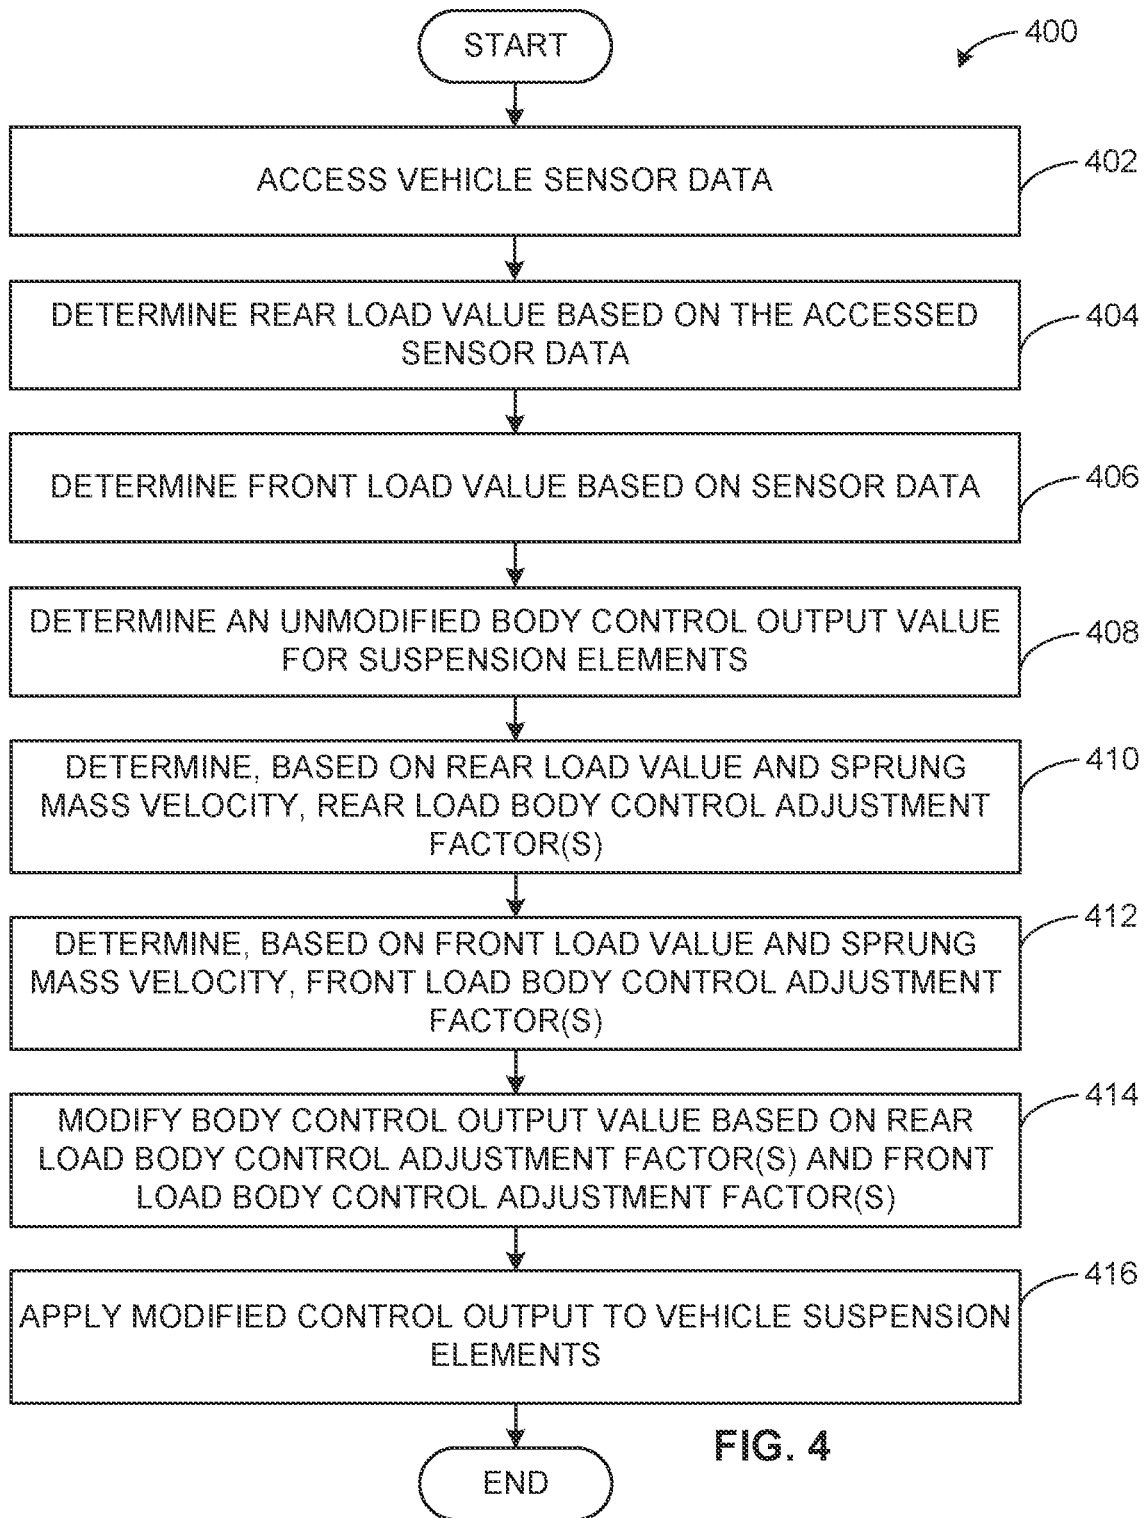 START
400
ACCESS VEHICLE SENSOR DATA
402
DETERMINE REAR LOAD VALUE BASED ON THE ACCESSED
SENSOR DATA
404
DETERMINE FRONT LOAD VALUE BASED ON SENSOR DATA
406
DETERMINE AN UNMODIFIED BODY CONTROL OUTPUT VALUE
FOR SUSPENSION ELEMENTS
408
DETERMINE, BASED ON REAR LOAD VALUE AND SPRUNG
MASS VELOCITY, REAR LOAD BODY CONTROL ADJUSTMENT
FACTOR(S)
410
DETERMINE, BASED ON FRONT LOAD VALUE AND SPRUNG
MASS VELOCITY, FRONT LOAD BODY CONTROL ADJUSTMENT
FACTOR(S)
412
MODIFY BODY CONTROL OUTPUT VALUE BASED ON REAR
LOAD BODY CONTROL ADJUSTMENT FACTOR(S) AND FRONT
LOAD BODY CONTROL ADJUSTMENT FACTOR(S)
414
APPLY MODIFIED CONTROL OUTPUT TO VEHICLE SUSPENSION
ELEMENTS
416
FIG. 4
END